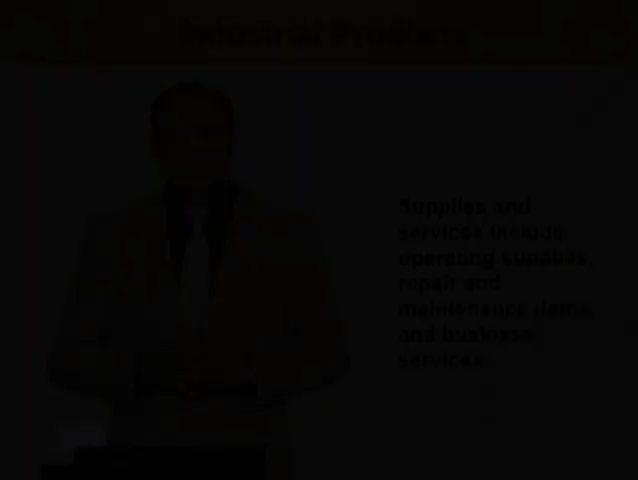 Industrial Products
Supplies and
services include
operating supplies,
repair and
maintenance items,
and business
services.